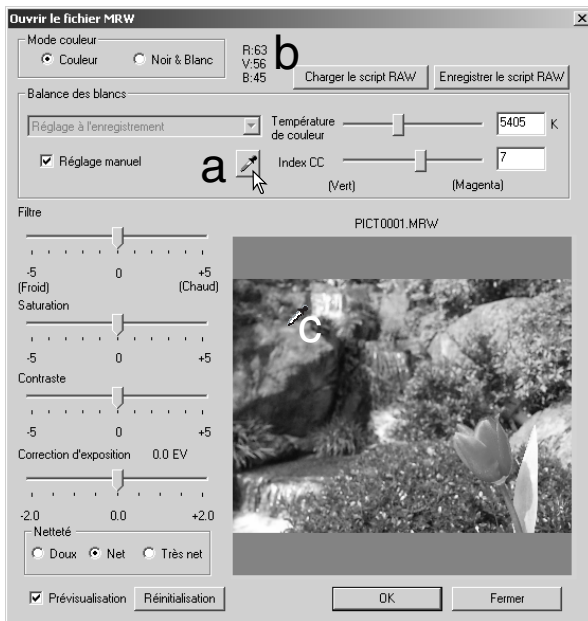 Ouvrir le fichier MRW
Mode couleur
Couleur
Noir & Blanc
R:63
V:56
B:45
b
Charger le script RAW
Enregistrer le script RAW
Balance des blancs
Réglage à l'enregistrement
Température
de couleur
5405 K
Réglage manuel
a
Index CC
7
(Vert)
(Magenta)
Filtre
-5 0 +5
(Froid) (Chaud)
Saturation
-5 0 +5
Contraste
-5 0 +5
Correction d'exposition 0.0 EV
-2.0 0.0 +2.0
Netteté
Doux Net Très net
PICT0001.MRW
c
Prévisualisation
Réinitialisation
OK
Fermer